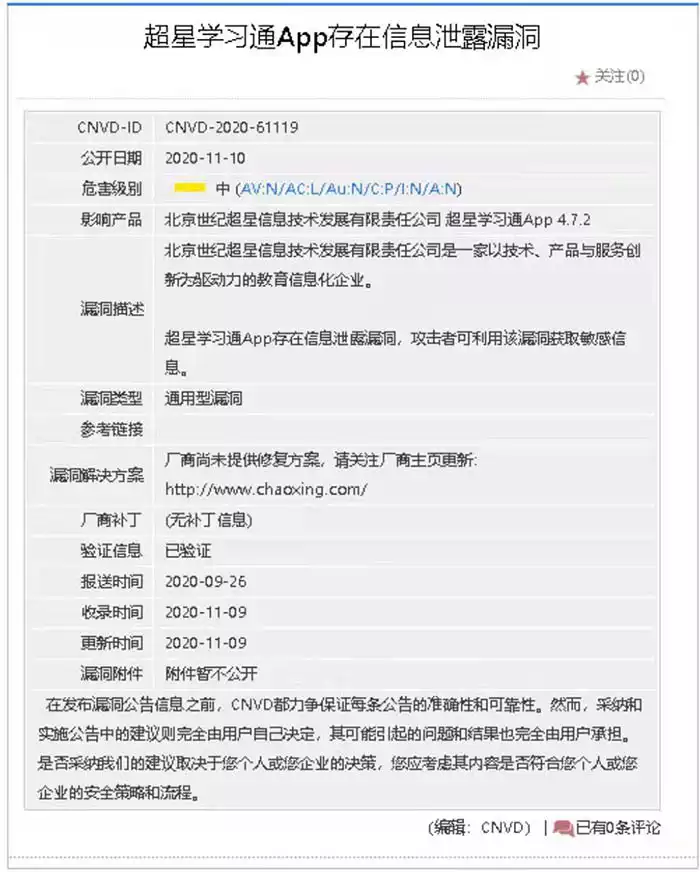 超星学习通App存在信息泄露漏洞
关注(0)
CNVD-ID CNVD-2020-61119
公开日期 2020-11-10
危害级别 中 (AV:N/AC:L/Au:N/C:P/I:N/A:N)
影响产品 北京世纪超星信息技术发展有限责任公司 超星学习通App 4.7.2
北京世纪超星信息技术发展有限责任公司是一家以技术、产品与服务创
新为驱动力的教育信息化企业。
漏洞描述
超星学习通App存在信息泄露漏洞，攻击者可利用该漏洞获取敏感信
息。
漏洞类型 通用型漏洞
参考链接
漏洞解决方案 厂商尚未提供修复方案，请关注厂商主页更新:
http://www.chaoxing.com/
厂商补丁 (无补丁信息)
验证信息 已验证
报送时间 2020-09-26
收录时间 2020-11-09
更新时间 2020-11-09
漏洞附件 附件暂不公开
在发布漏洞公告信息之前，CNVD都力争保证每条公告的准确性和可靠性。然而，采纳和
实施公告中的建议则完全由用户自己决定，其可能引起的问题和结果也完全由用户承担。
是否采纳我们的建议取决于您个人或您企业的决策，您应考虑其内容是否符合您个人或您
企业的安全策略和流程。
(编辑：CNVD) | 已有0条评论